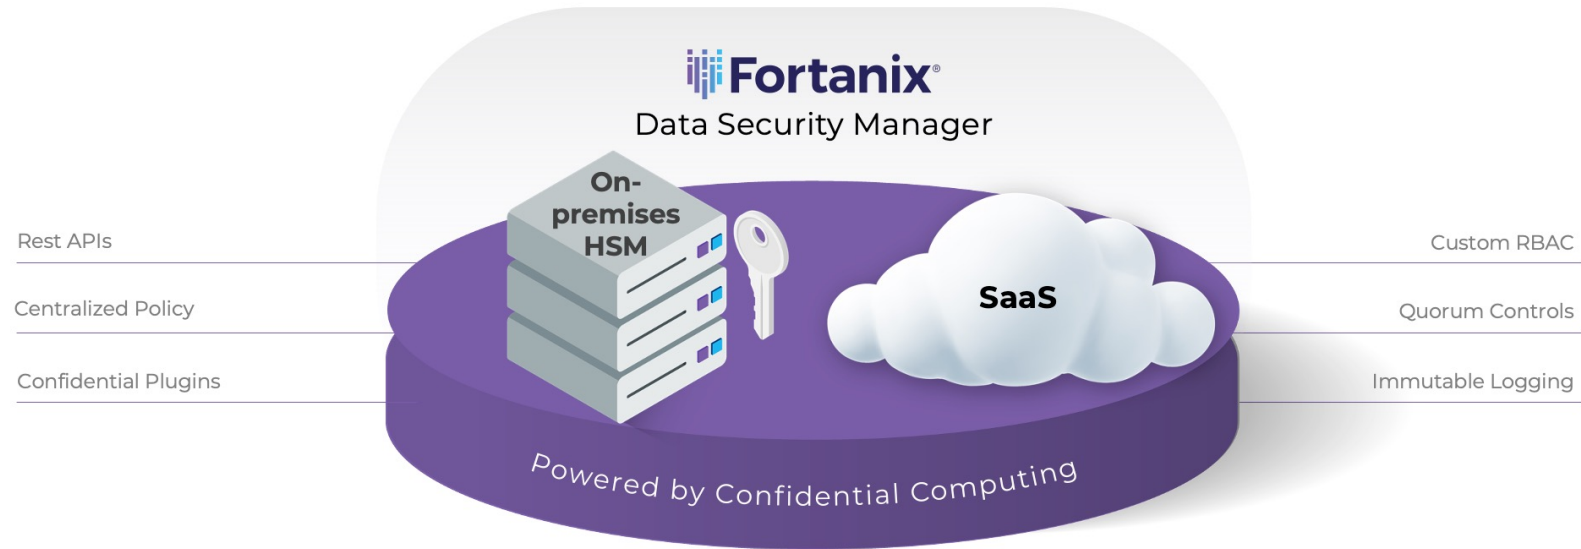 Fortanix®
Data Security Manager
On-
premises
HSM
SaaS
Rest APIs
Centralized Policy
Confidential Plugins
Custom RBAC
Quorum Controls
Immutable Logging
Powered by Confidential Computing